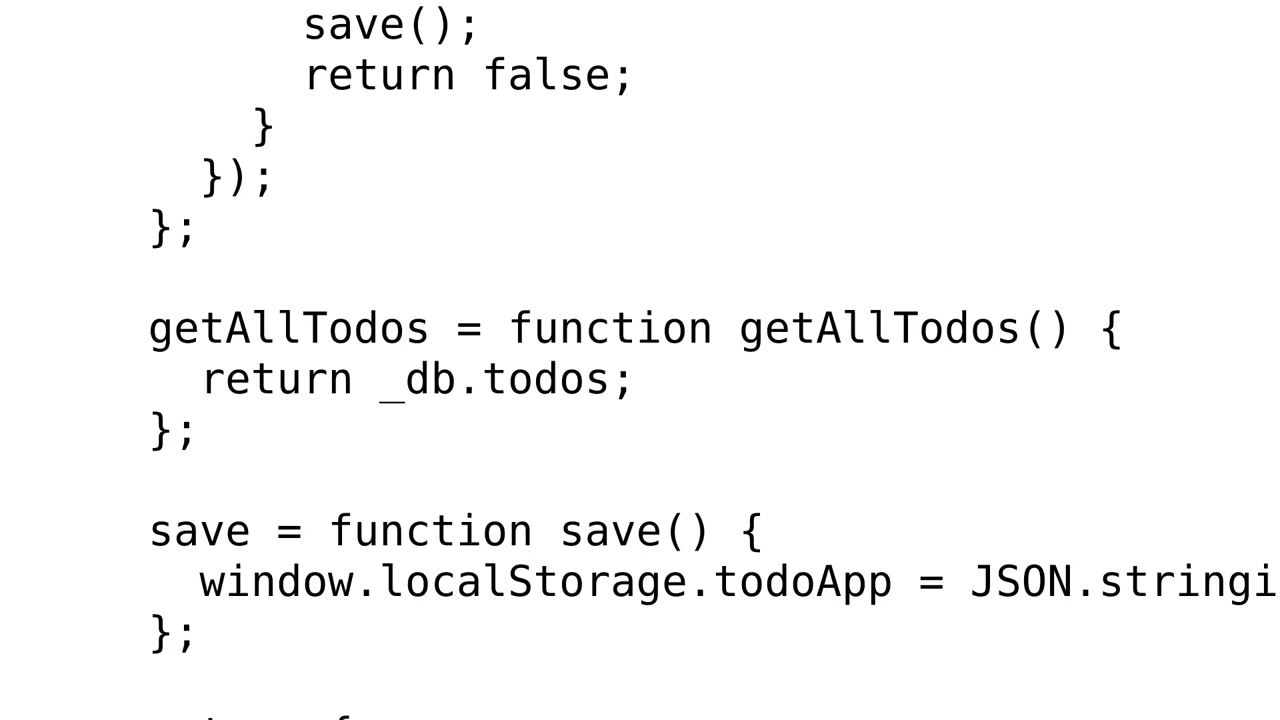 save();
return false;
}
});
};
getAllTodos = function getAllTodos() {
return _db.todos;
};
save = function save() {
window.localStorage.todoApp = JSON.stringi
};